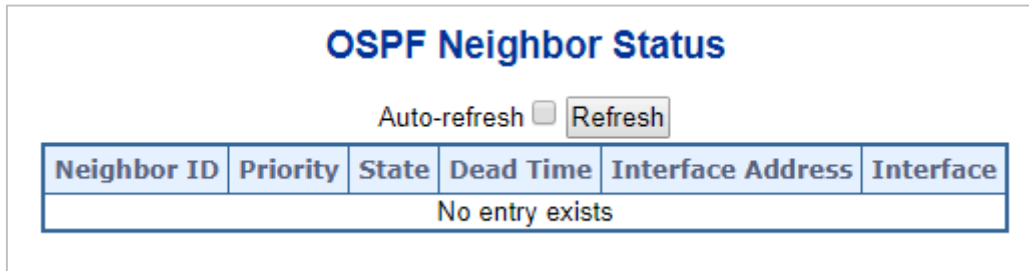 OSPF Neighbor Status
Auto-refresh Refresh
Neighbor ID Priority State Dead Time Interface Address Interface
No entry exists